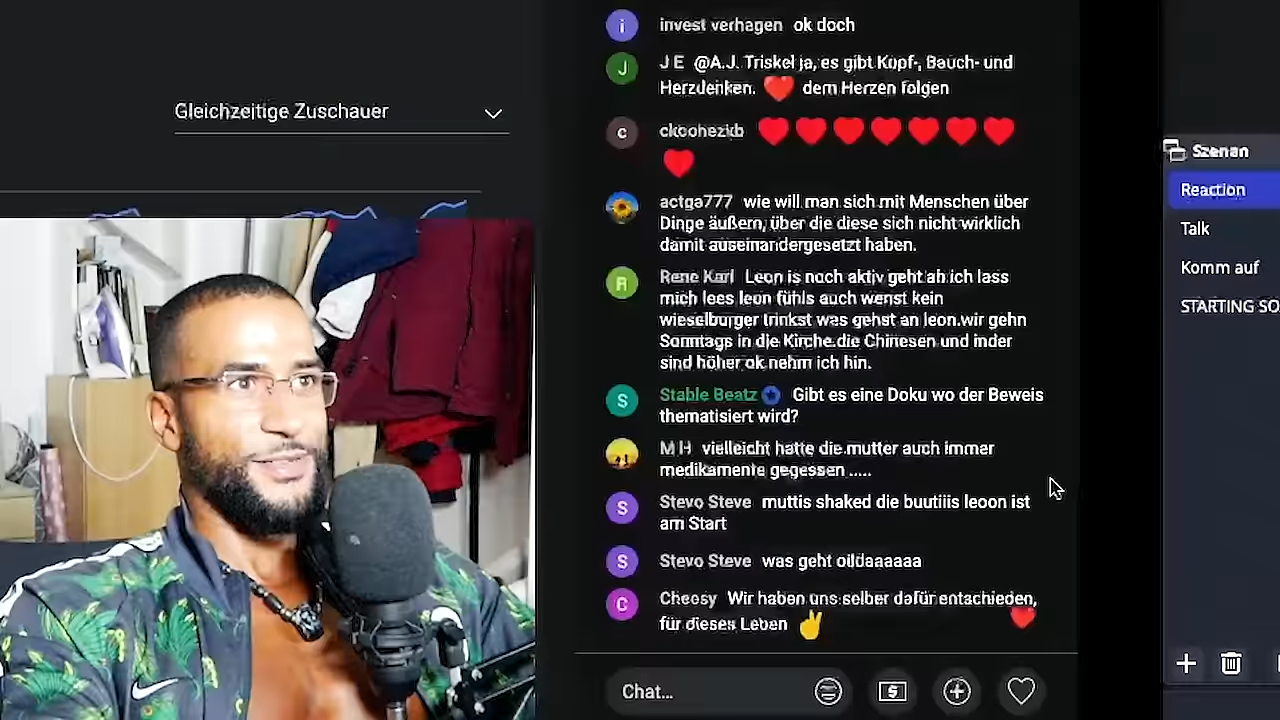 Gleichzeitige Zuschauer
i invest verhagen ok doch
J J E @A.J. Triskel ja, es gibt Kopf-, Bauch- und
Herzdenken. ❤️ dem Herzen folgen
c ❤️❤️❤️❤️❤️❤️❤️
❤️
actga777 wie will man sich mit Menschen über
Dinge äußern, über die diese sich nicht wirklich
damit auseinandergesetzt haben.
R Rene Karl Leon is noch aktiv geht ah ich lass
mich lees leon fühls auch wenst kein
wieselburger trinkst was gehst an leon.wir gehn
Sonntags in die Kirche.die Chinesen und inder
sind höher ok nehm ich hin.
S Stable Beatz Gibt es eine Doku wo der Beweis
thematisiert wird?
M H vielleicht hatte die mutter auch immer
medikamente gegessen .....
S Stevo Steve muttis shaked die buutiiis leoon ist
am Start
S Stevo Steve was geht oildaaaaaa
C Wir haben uns selber dafür entschieden,
für dieses Leben ✌️ ❤️
Chat...
Szenan
Reaction
Talk
Komm auf
STARTING SO